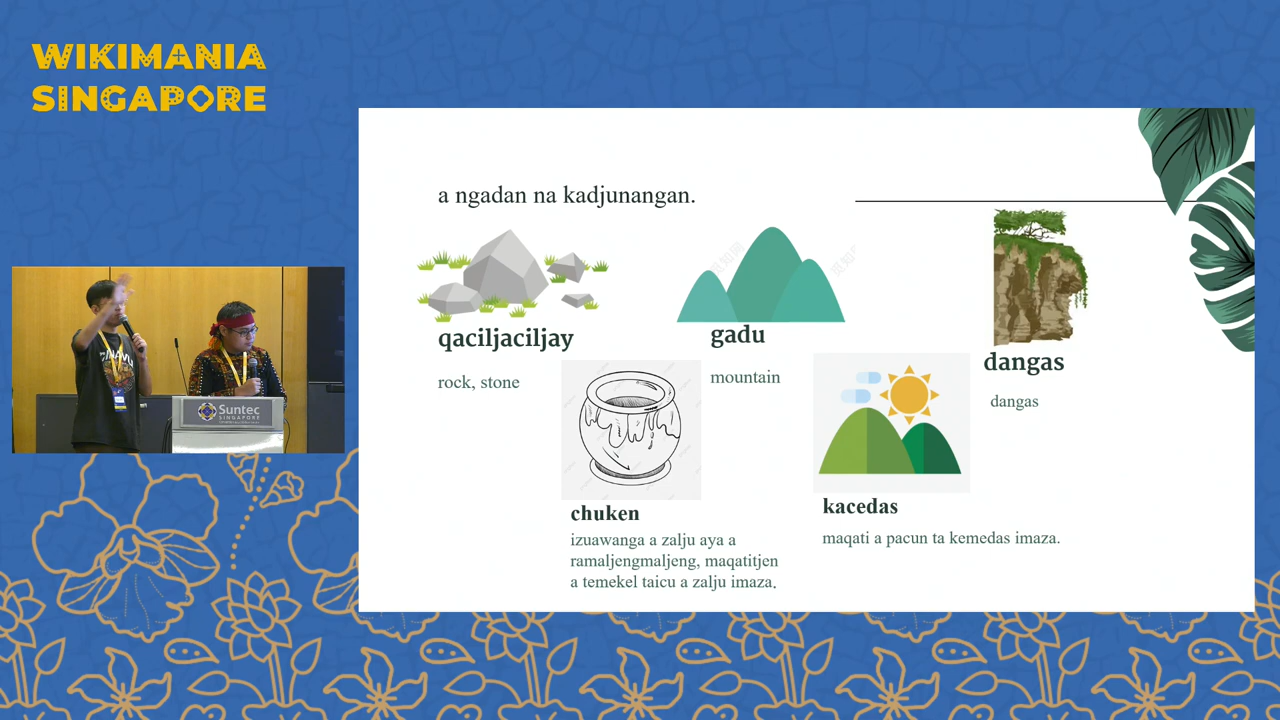 WIKIMANIA
SINGAPORE
a ngadan na kadjunangan.
qaciljaciljay
rock, stone
gadu
mountain
dangas
dangas
chuken
izuawanga a zalju aya a
ramaljengmaljeng, maqatitjen
a temekel taicu a zalju imaza.
kacedas
maqati a pacun ta kemedas imaza.
Suntec
SINGAPORE